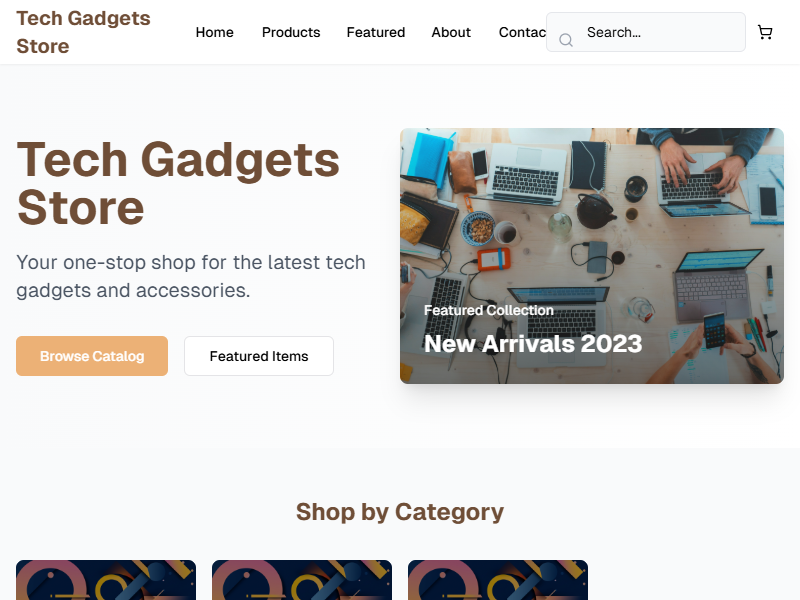 Tech Gadgets
Store
Home
Products
Featured
About
Contac
Search...
Tech Gadgets
Store
Your one-stop shop for the latest tech
gadgets and accessories.
Browse Catalog
Featured Items
Featured Collection
New Arrivals 2023
Shop by Category